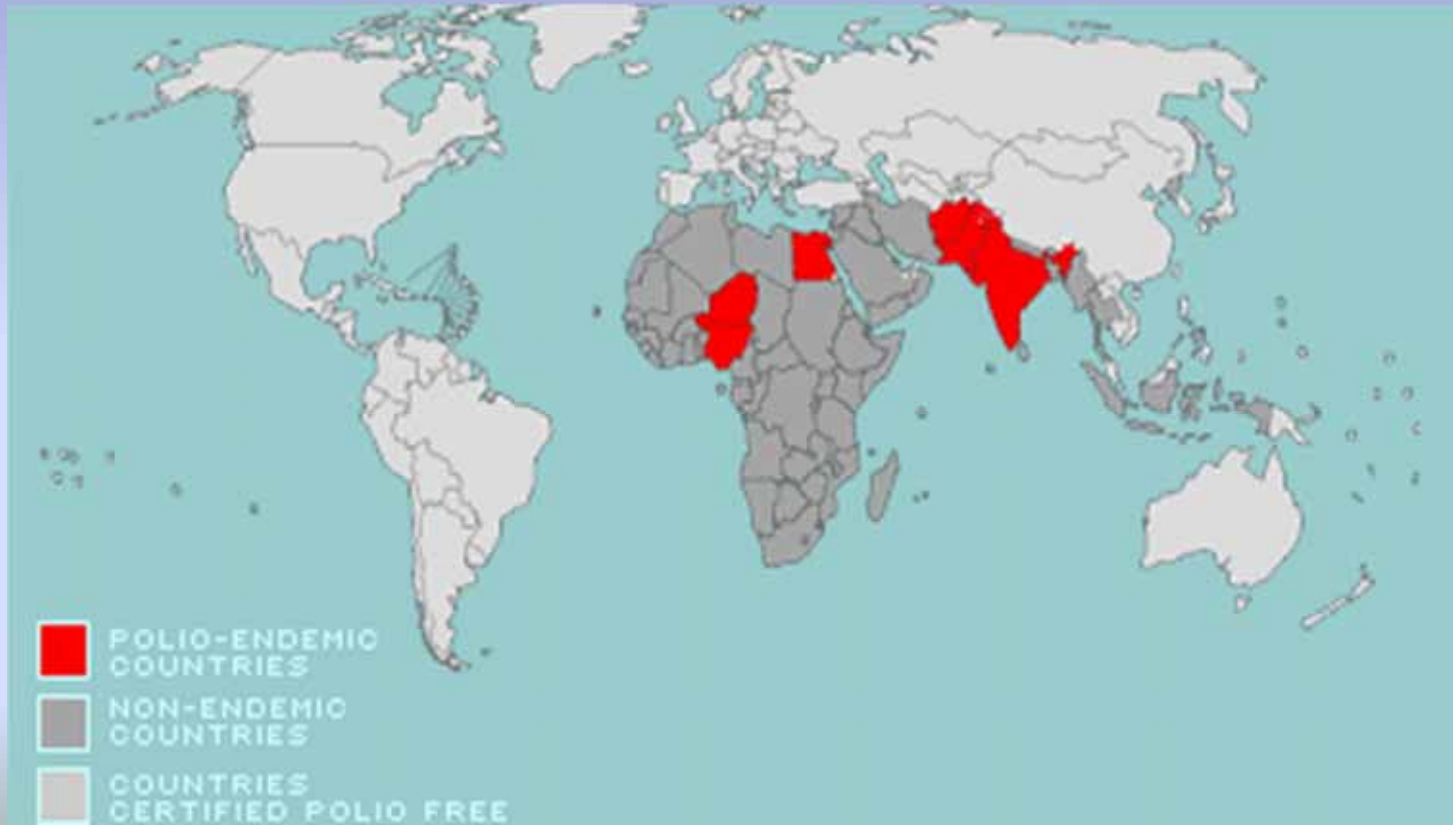 POLIO-ENDEMIC
COUNTRIES
NON-ENDEMIC
COUNTRIES
COUNTRIES
CERTIFIED POLIO FREE